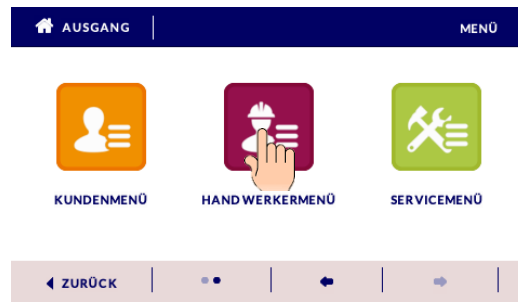 AUSGANG MENÜ
KUNDENMENÜ HANDWERKERMENÜ SERVICEMENÜ
ZURÜCK